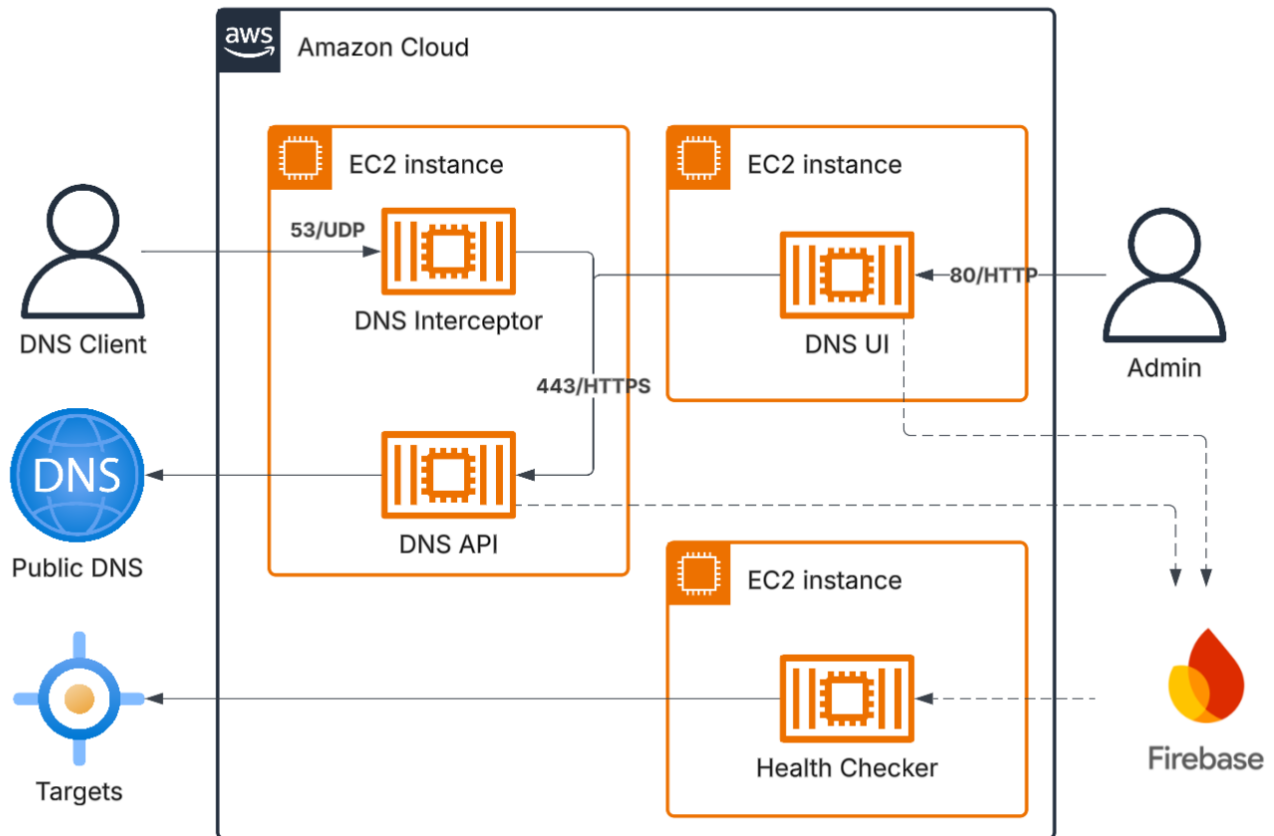 aws
Amazon Cloud
EC2 instance
EC2 instance
53/UDP
DNS Interceptor
80/HTTP
DNS UI
DNS Client
Admin
443/HTTPS
DNS
DNS API
Public DNS
EC2 instance
Health Checker
Firebase
Targets